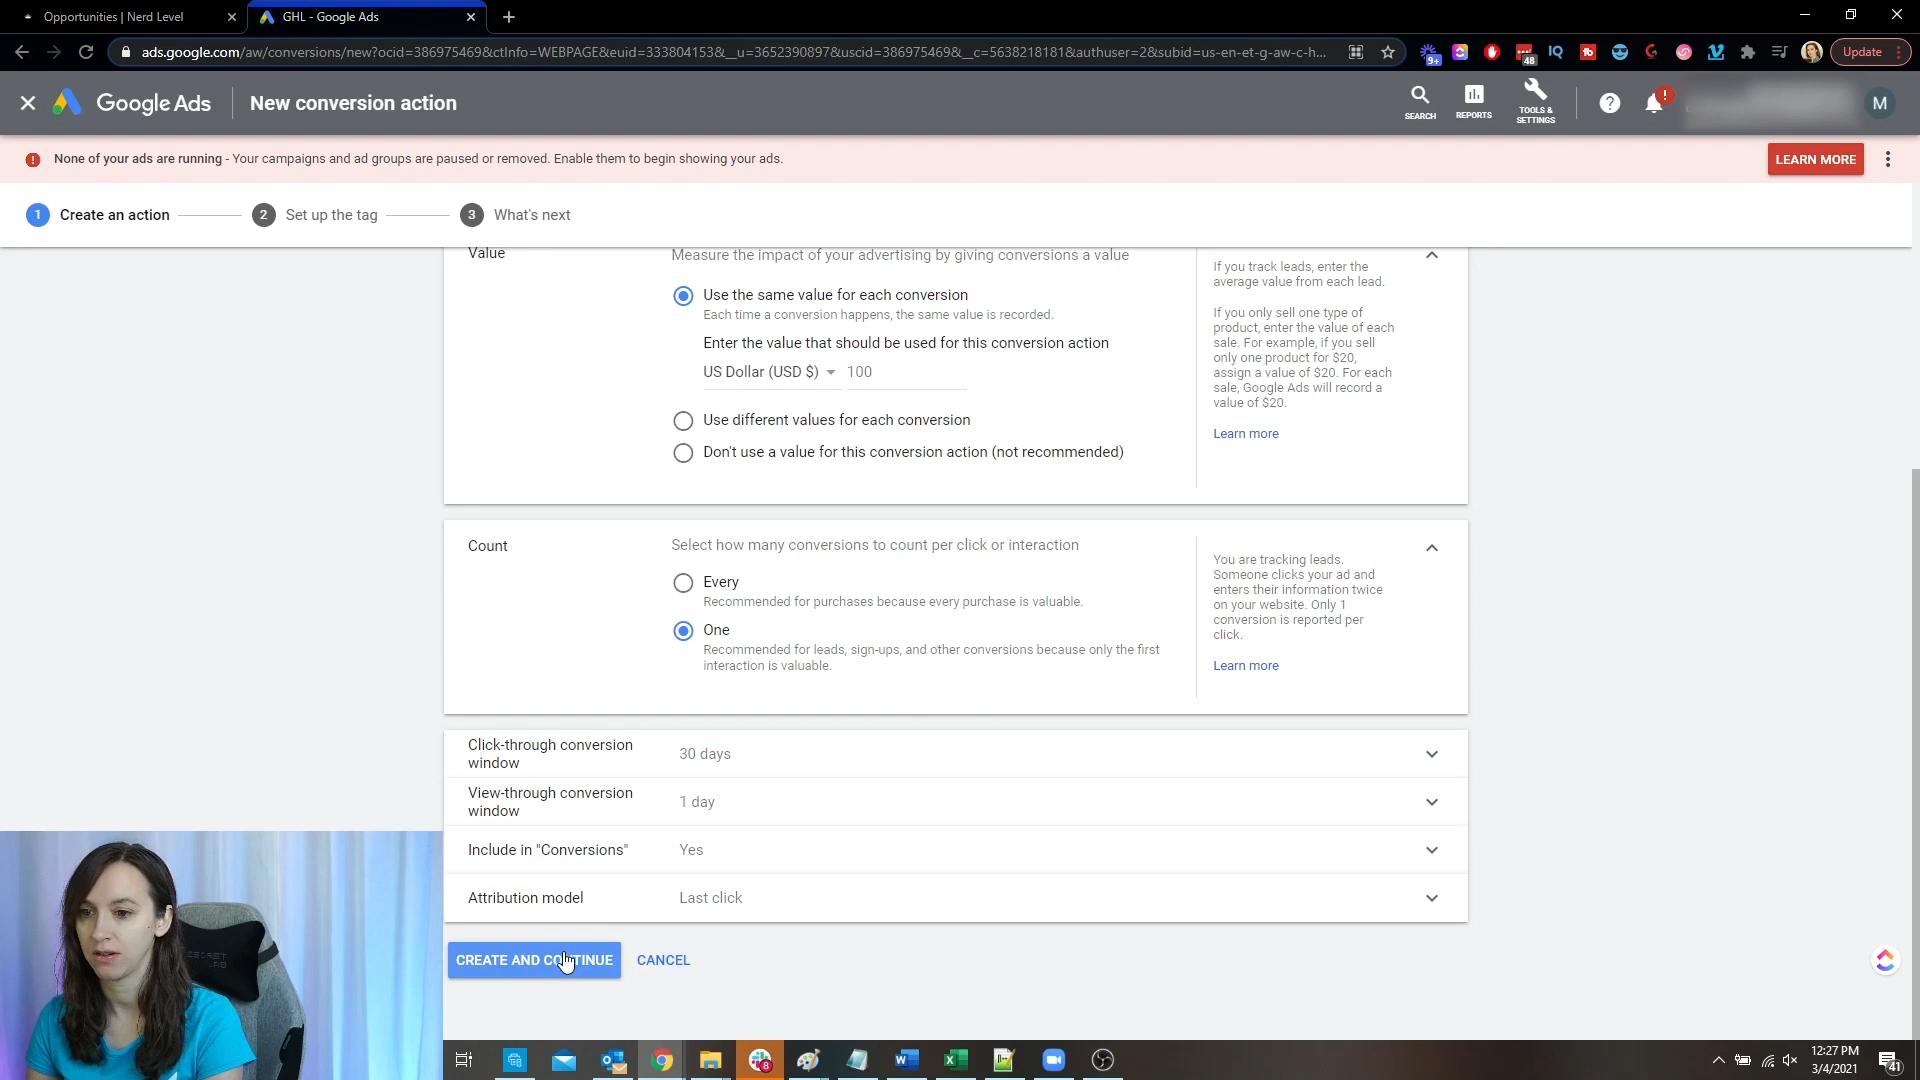 Opportunities | Nerd Level
GHL - Google Ads
ads.google.com/aw/conversions/new?ocid=386975469&ctInfo=WEBPAGE&euid=333804153&__u=3652390897&uscid=386975469&__c=5638218181&authuser=2&subid=us-en-et-g-aw-c-h...
9+
48
IQ
Update
Google Ads
New conversion action
SEARCH
REPORTS
TOOLS &
SETTINGS
M
None of your ads are running - Your campaigns and ad groups are paused or removed. Enable them to begin showing your ads.
LEARN MORE
1 Create an action
2 Set up the tag
3 What's next
Value
Measure the impact of your advertising by giving conversions a value
Use the same value for each conversion
Each time a conversion happens, the same value is recorded.
Enter the value that should be used for this conversion action
US Dollar (USD $) 100
Use different values for each conversion
Don't use a value for this conversion action (not recommended)
If you track leads, enter the
average value from each lead.
If you only sell one type of
product, enter the value of each
sale. For example, if you sell
only one product for $20,
assign a value of $20. For each
sale, Google Ads will record a
value of $20.
Learn more
Count
Select how many conversions to count per click or interaction
Every
Recommended for purchases because every purchase is valuable.
One
Recommended for leads, sign-ups, and other conversions because only the first
interaction is valuable.
You are tracking leads.
Someone clicks your ad and
enters their information twice
on your website. Only 1
conversion is reported per
click.
Learn more
Click-through conversion
window
30 days
View-through conversion
window
1 day
Include in "Conversions"
Yes
Attribution model
Last click
CREATE AND CONTINUE
CANCEL
SECRET
LAB
8
12:27 PM
3/4/2021
41